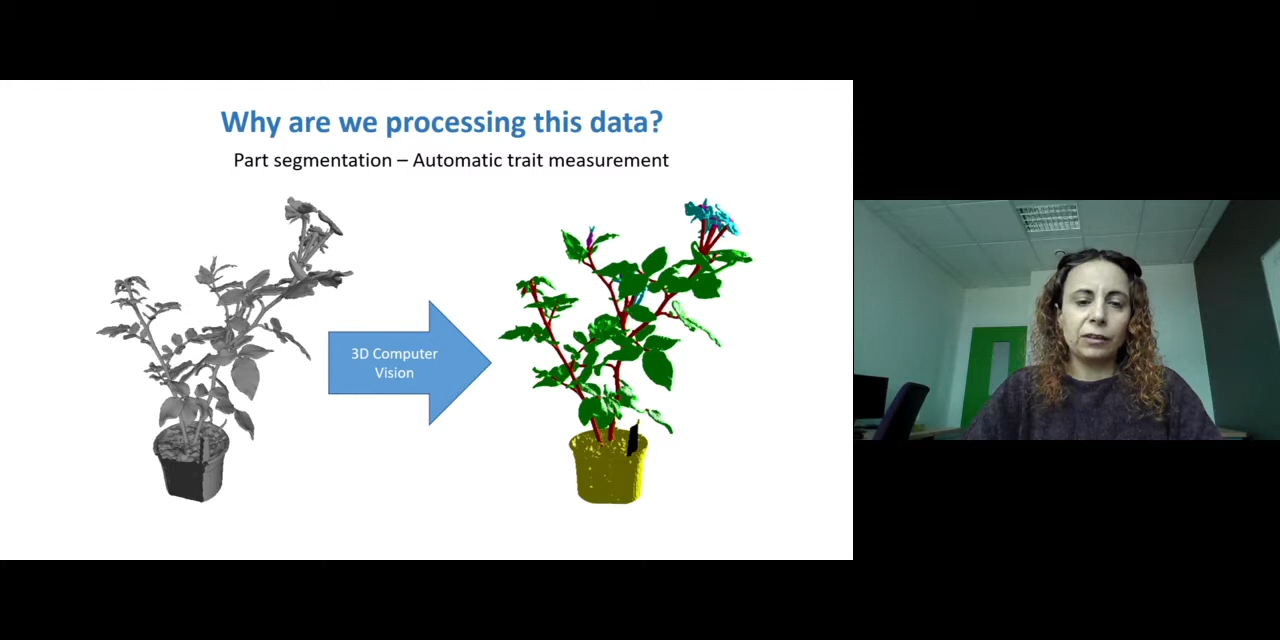 Why are we processing this data?
Part segmentation – Automatic trait measurement
3D Computer
Vision